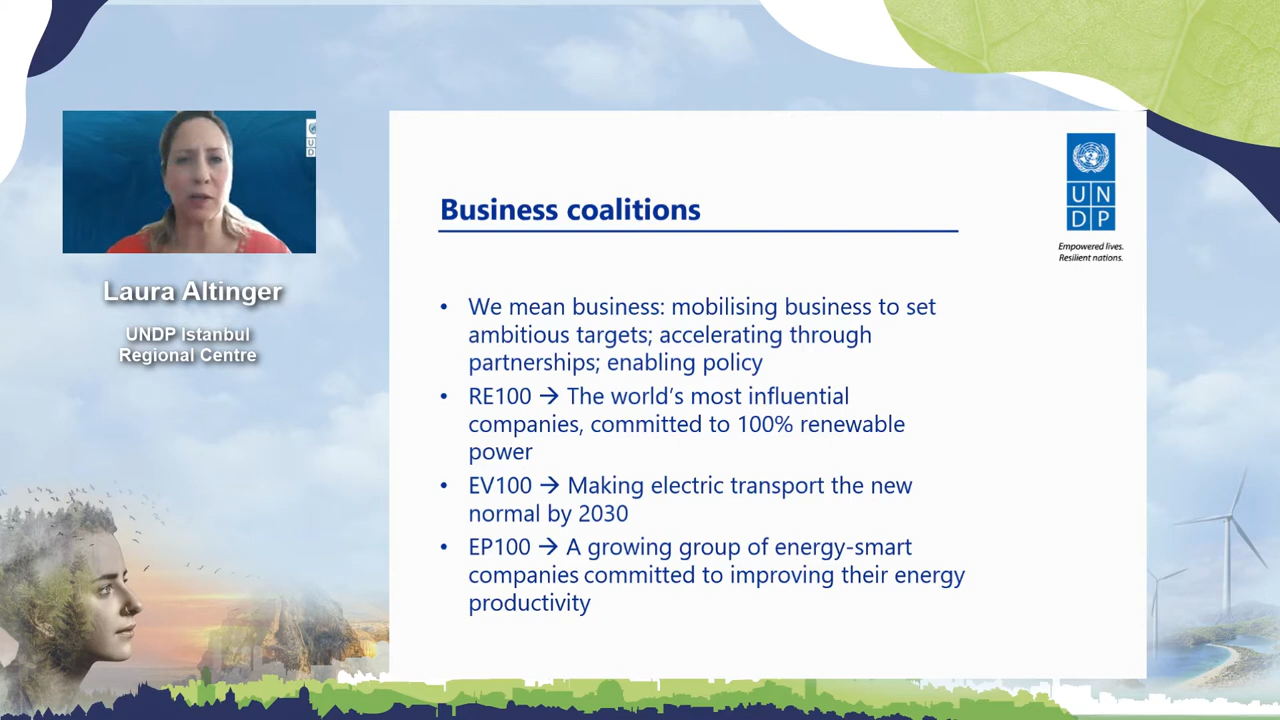 Laura Altinger
UNDP Istanbul
Regional Centre
Business coalitions
U N
D P
Empowered lives.
Resilient nations.
• We mean business: mobilising business to set
ambitious targets; accelerating through
partnerships; enabling policy
• RE100 → The world's most influential
companies, committed to 100% renewable
power
• EV100 → Making electric transport the new
normal by 2030
• EP100 → A growing group of energy-smart
companies committed to improving their energy
productivity